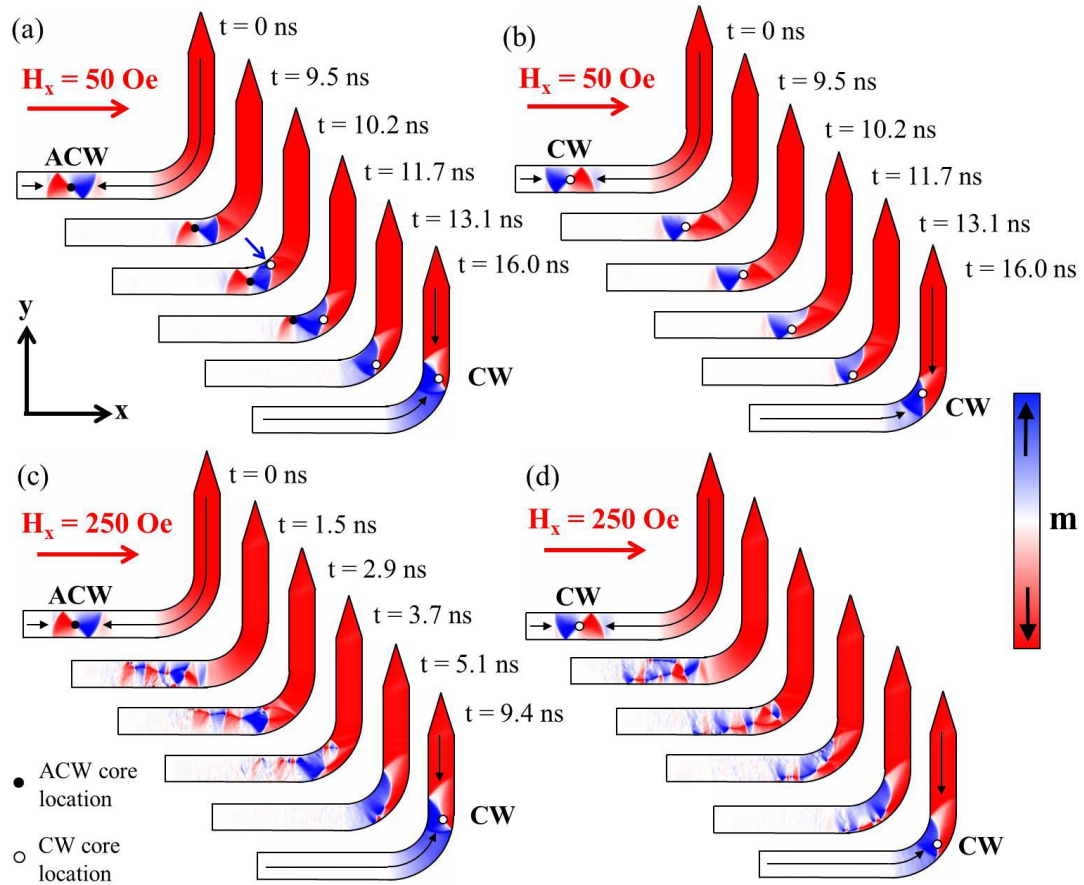 (a)
t = 0 ns
H_x = 50 Oe
t = 9.5 ns
t = 10.2 ns
ACW
t = 11.7 ns
t = 13.1 ns
t = 16.0 ns
CW
y
x
(b)
t = 0 ns
H_x = 50 Oe
t = 9.5 ns
t = 10.2 ns
CW
t = 11.7 ns
t = 13.1 ns
t = 16.0 ns
CW
(c)
t = 0 ns
H_x = 250 Oe
t = 1.5 ns
t = 2.9 ns
ACW
t = 3.7 ns
t = 5.1 ns
t = 9.4 ns
CW
ACW core
location
CW core
location
(d)
H_x = 250 Oe
CW
CW
m